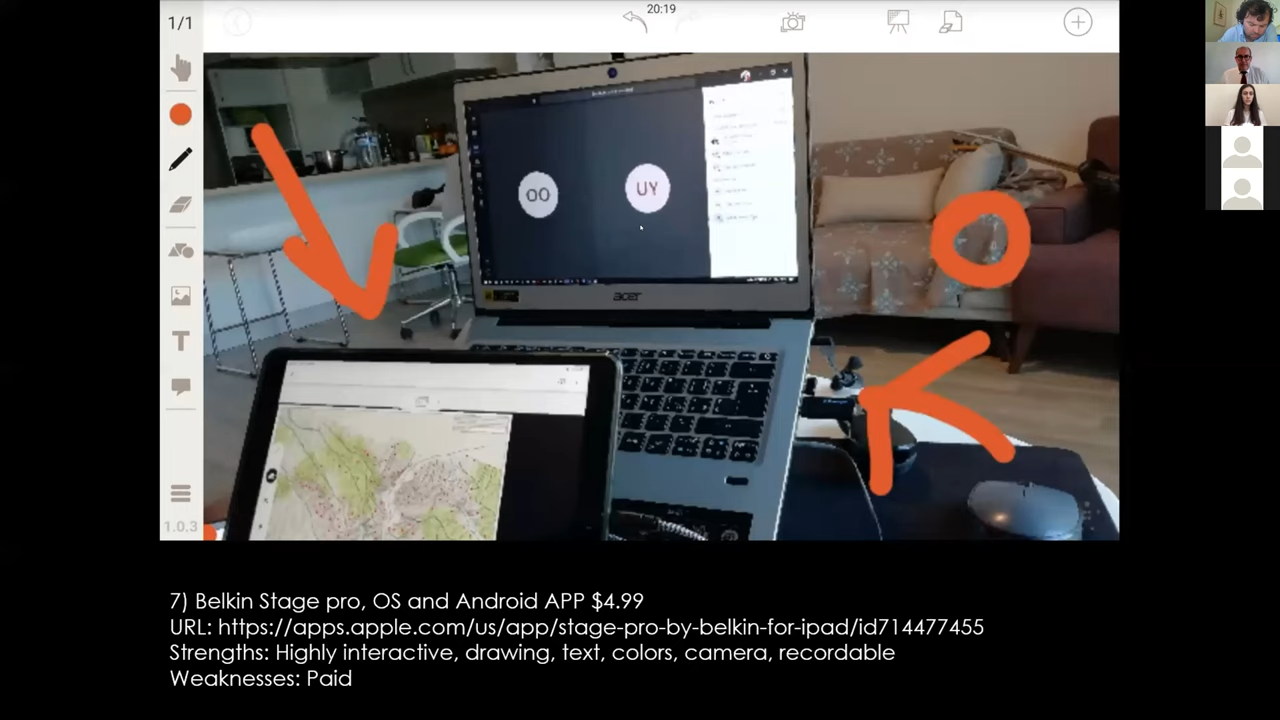 20:19
1/1
OO
UY
acer
T
1.0.3
7) Belkin Stage pro, OS and Android APP $4.99
URL: https://apps.apple.com/us/app/stage-pro-by-belkin-for-ipad/id714477455
Strengths: Highly interactive, drawing, text, colors, camera, recordable
Weaknesses: Paid